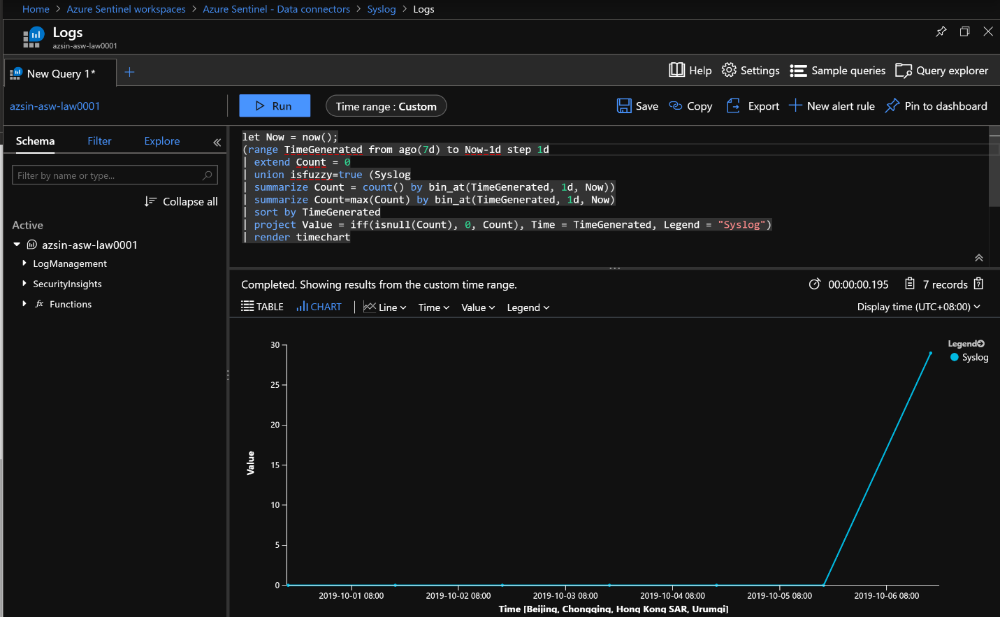 Home > Azure Sentinel workspaces > Azure Sentinel - Data connectors > Syslog > Logs
Logs
azsin-asw-law0001
New Query 1*
Help
Settings
Sample queries
Query explorer
azsin-asw-law0001
Run
Time range : Custom
Save
Copy
Export
New alert rule
Pin to dashboard
Schema
Filter
Explore
Filter by name or type...
Collapse all
Active
azsin-asw-law0001
LogManagement
SecurityInsights
fx Functions
let Now = now();
(range TimeGenerated from ago(7d) to Now-1d step 1d
| extend Count = 0
| union isfuzzy=true (Syslog
| summarize Count = count() by bin_at(TimeGenerated, 1d, Now))
| summarize Count=max(Count) by bin_at(TimeGenerated, 1d, Now)
| sort by TimeGenerated
| project Value = iff(isnull(Count), 0, Count), Time = TimeGenerated, Legend = "Syslog")
| render timechart
Completed. Showing results from the custom time range.
00:00:00.195
7 records
TABLE
CHART
Line
Time
Value
Legend
Display time (UTC+08:00)
30
25
20
15
10
5
0
Value
Legend
Syslog
2019-10-01 08:00
2019-10-02 08:00
2019-10-03 08:00
2019-10-04 08:00
2019-10-05 08:00
2019-10-06 08:00
Time [Beijing, Chongqing, Hong Kong SAR, Urumqi]